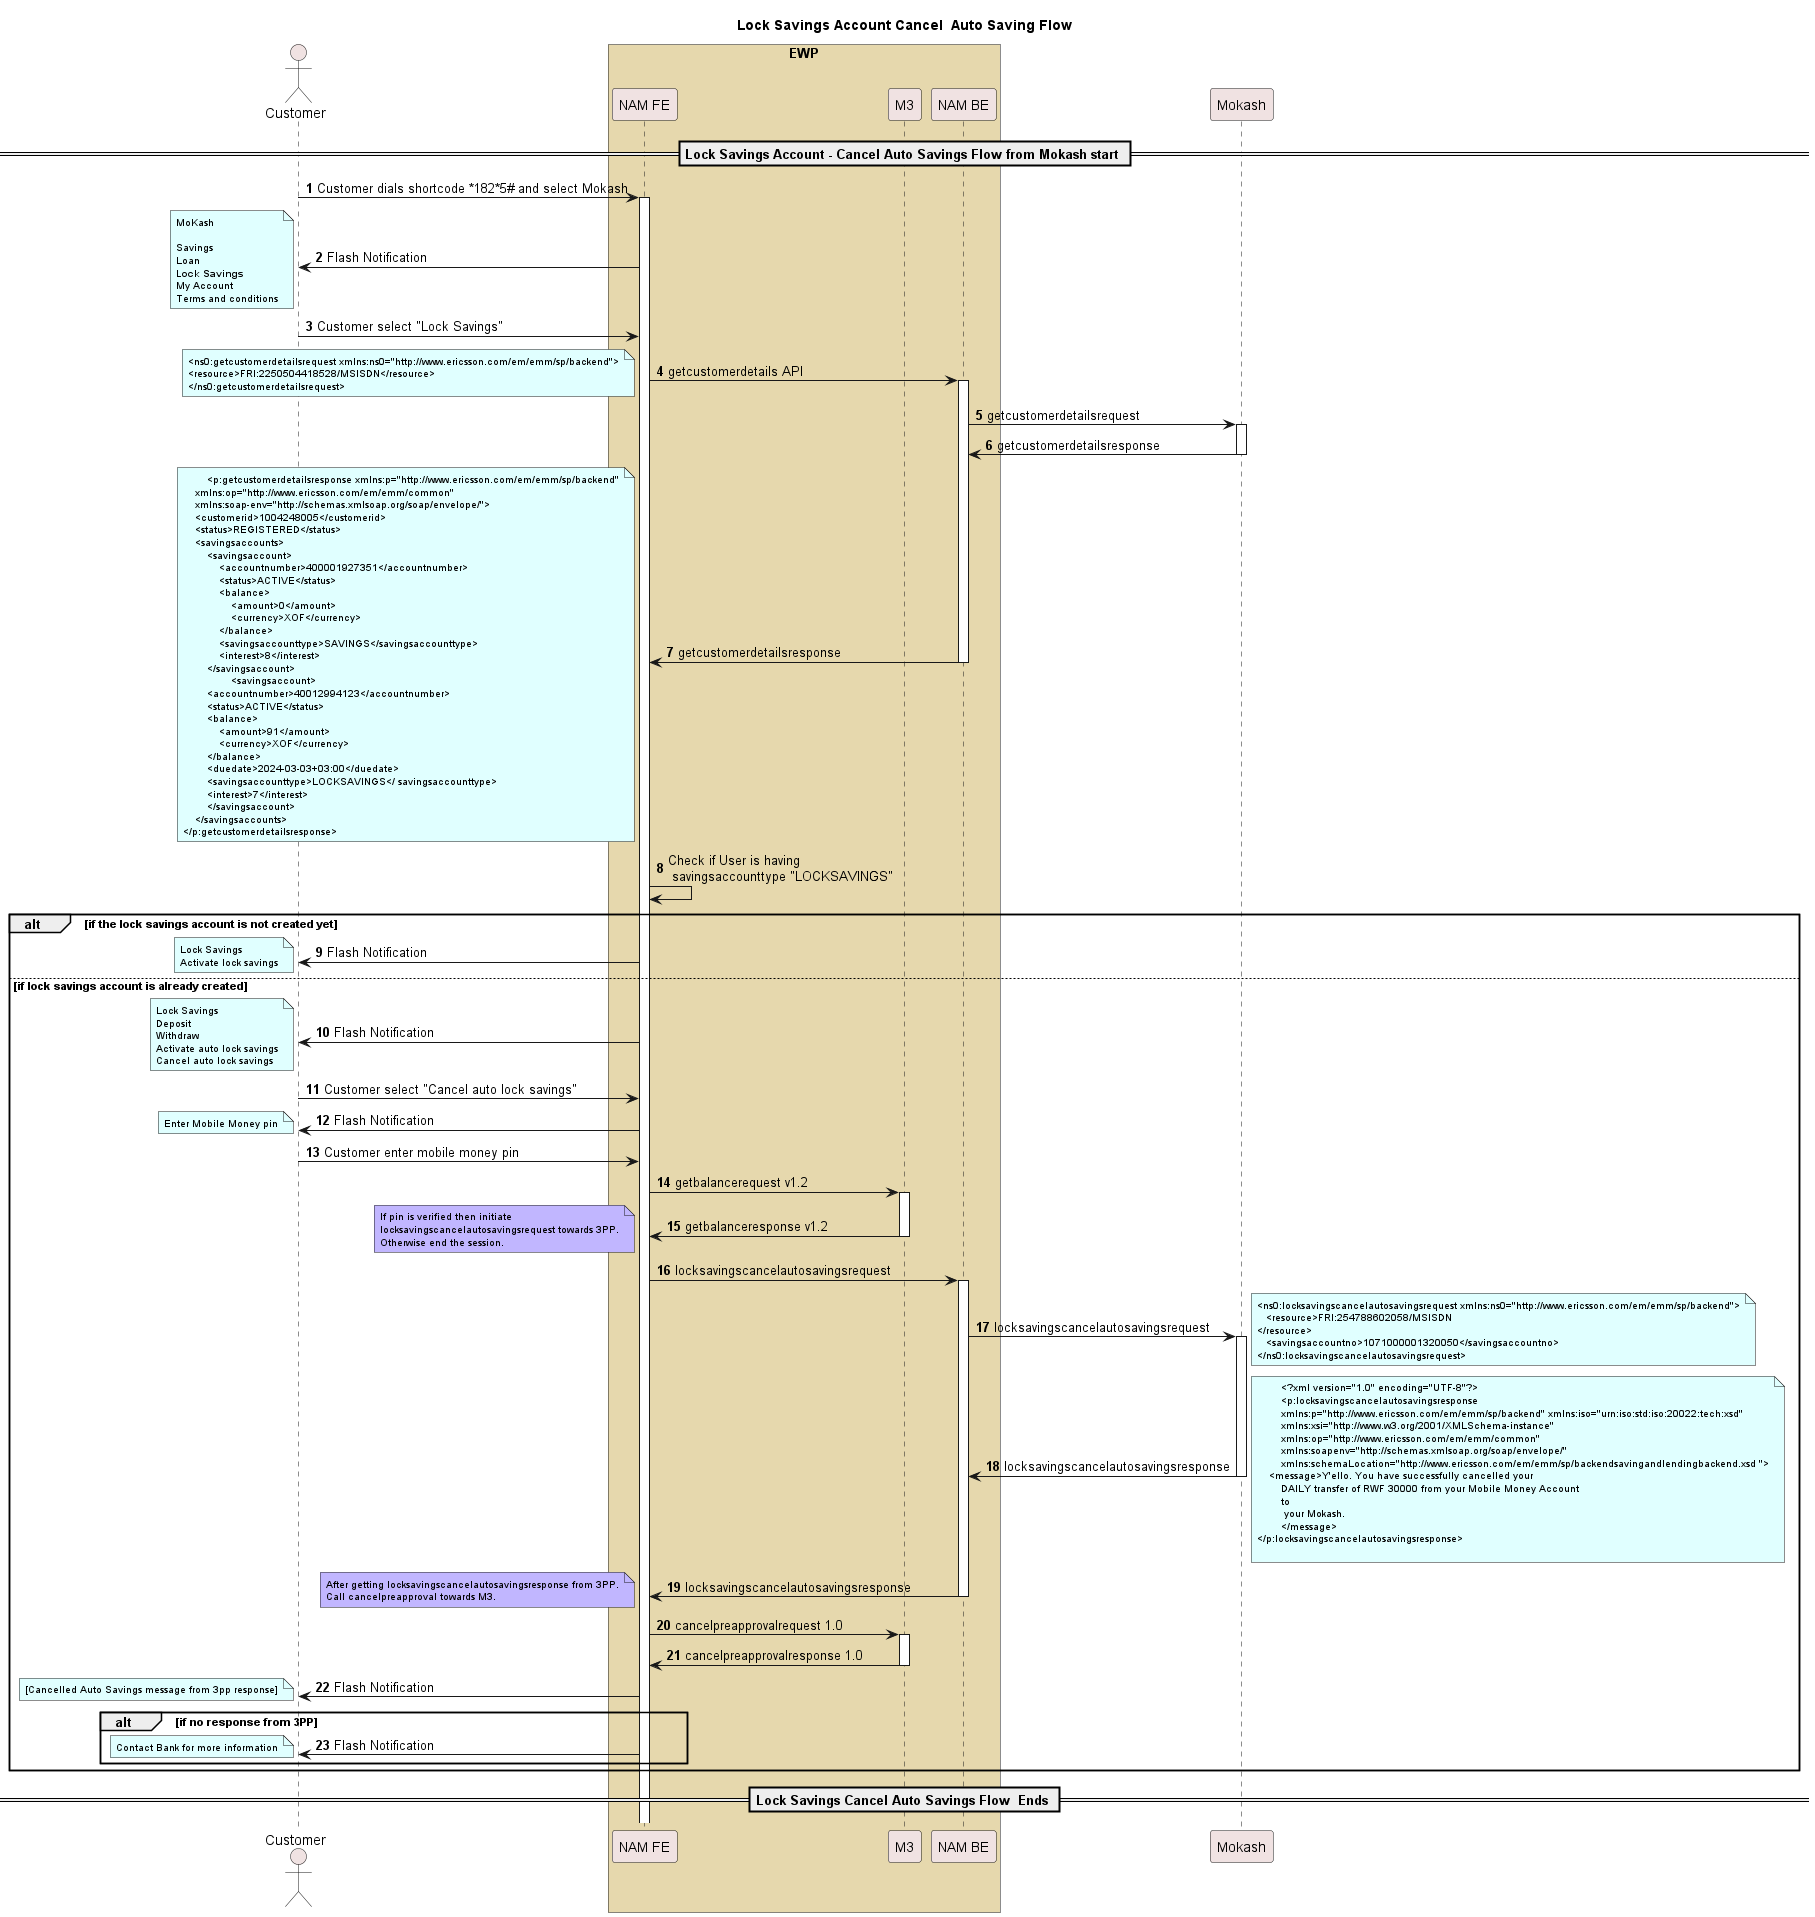 Lock Savings Account Cancel  Auto Saving Flow
EWP
Customer
NAM FE
M3
NAM BE
Mokash
Lock Savings Account - Cancel Auto Savings Flow from Mokash start
1 Customer dials shortcode *182*5# and select Mokash
MoKash
Savings
Loan
Lock Savings
My Account
Terms and conditions
2 Flash Notification
3 Customer select "Lock Savings"
<ns0:getcustomerdetailsrequest xmlns:ns0="http://www.ericsson.com/em/emm/sp/backend">
<resource>FRI:2250504418528/MSISDN</resource>
</ns0:getcustomerdetailsrequest>
4 getcustomerdetails API
5 getcustomerdetailsrequest
6 getcustomerdetailsresponse
<p:getcustomerdetailsresponse xmlns:p="http://www.ericsson.com/em/emm/sp/backend"
xmlns:op="http://www.ericsson.com/em/emm/common"
xmlns:soap-env="http://schemas.xmlsoap.org/soap/envelope/">
<customerid>1004248005</customerid>
<status>REGISTERED</status>
<savingsaccounts>
<savingsaccount>
<accountnumber>400001927351</accountnumber>
<status>ACTIVE</status>
<balance>
<amount>0</amount>
<currency>XOF</currency>
</balance>
<savingsaccounttype>SAVINGS</savingsaccounttype>
<interest>8</interest>
</savingsaccount>
<savingsaccount>
<accountnumber>40012994123</accountnumber>
<status>ACTIVE</status>
<balance>
<amount>91</amount>
<currency>XOF</currency>
</balance>
<duedate>2024-03-03+03:00</duedate>
<savingsaccounttype>LOCKSAVINGS</ savingsaccounttype>
<interest>7</interest>
</savingsaccount>
</savingsaccounts>
</p:getcustomerdetailsresponse>
7 getcustomerdetailsresponse
8 Check if User is having
savingsaccounttype "LOCKSAVINGS"
alt [if the lock savings account is not created yet]
Lock Savings
Activate lock savings
9 Flash Notification
[if lock savings account is already created]
Lock Savings
Deposit
Withdraw
Activate auto lock savings
Cancel auto lock savings
10 Flash Notification
11 Customer select "Cancel auto lock savings"
Enter Mobile Money pin
12 Flash Notification
13 Customer enter mobile money pin
14 getbalancerequest v1.2
If pin is verified then initiate
locksavingscancelautosavingsrequest towards 3PP.
Otherwise end the session.
15 getbalanceresponse v1.2
16 locksavingscancelautosavingsrequest
17 locksavingscancelautosavingsrequest
<ns0:locksavingscancelautosavingsrequest xmlns:ns0="http://www.ericsson.com/em/emm/sp/backend">
<resource>FRI:254788602058/MSISDN
</resource>
<savingsaccountno>1071000001320050</savingsaccountno>
</ns0:locksavingscancelautosavingsrequest>
<?xml version="1.0" encoding="UTF-8"?>
<p:locksavingscancelautosavingsresponse
xmlns:p="http://www.ericsson.com/em/emm/sp/backend" xmlns:iso="urn:iso:std:iso:20022:tech:xsd"
xmlns:xsi="http://www.w3.org/2001/XMLSchema-instance"
xmlns:op="http://www.ericsson.com/em/emm/common"
xmlns:soapenv="http://schemas.xmlsoap.org/soap/envelope/"
xmlns:schemaLocation="http://www.ericsson.com/em/emm/sp/backendsavingandlendingbackend.xsd ">
<message>Y'ello. You have successfully cancelled your
DAILY transfer of RWF 30000 from your Mobile Money Account
to
your Mokash.
</message>
</p:locksavingscancelautosavingsresponse>
18 locksavingscancelautosavingsresponse
After getting locksavingscancelautosavingsresponse from 3PP.
Call cancelpreapproval towards M3.
19 locksavingscancelautosavingsresponse
20 cancelpreapprovalrequest 1.0
21 cancelpreapprovalresponse 1.0
[Cancelled Auto Savings message from 3pp response]
22 Flash Notification
alt [if no response from 3PP]
Contact Bank for more information
23 Flash Notification
Lock Savings Cancel Auto Savings Flow  Ends
Customer
NAM FE
M3
NAM BE
Mokash